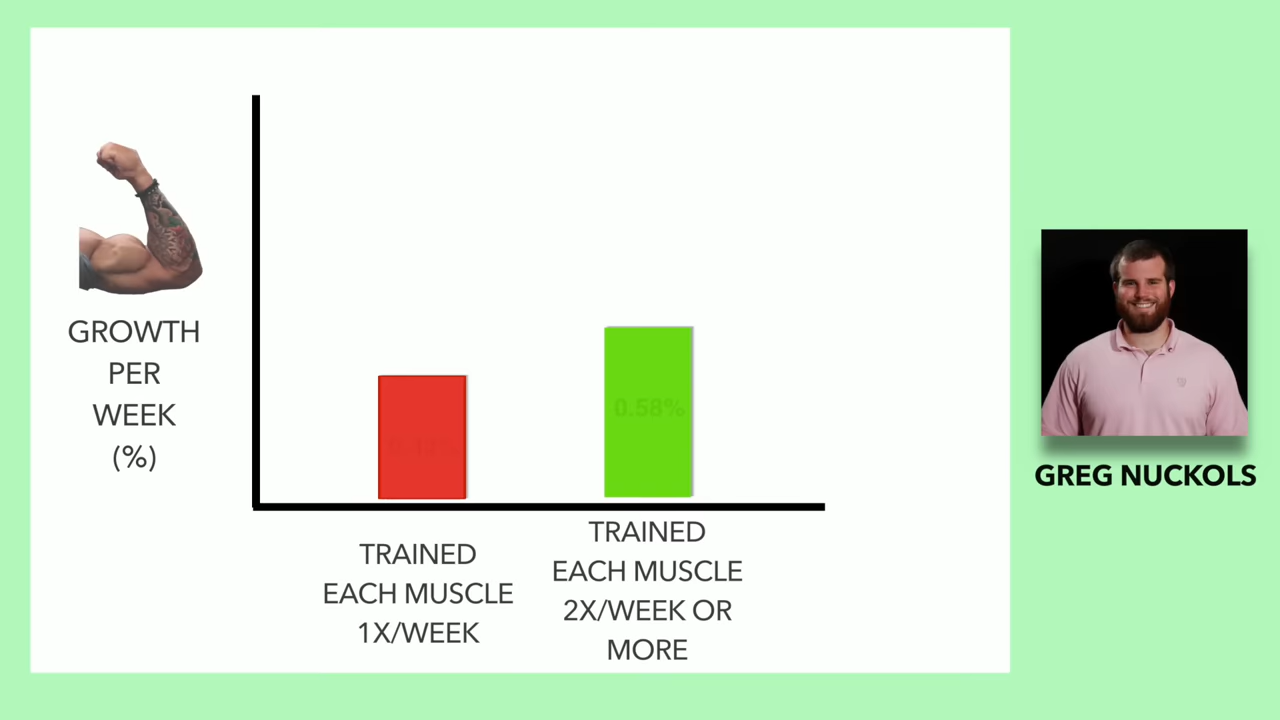 GROWTH
PER
WEEK
(%)
0.58%
TRAINED
EACH MUSCLE
1X/WEEK
TRAINED
EACH MUSCLE
2X/WEEK OR
MORE
GREG NUCKOLS